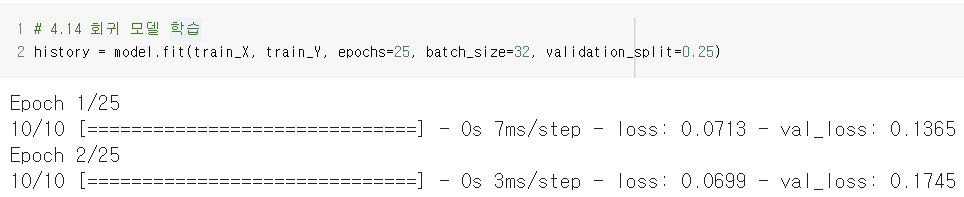 1 # 4.14 회귀 모델 학습
2 history = model.fit(train_X, train_Y, epochs=25, batch_size=32, validation_split=0.25)
Epoch 1/25
10/10 [==============================] - 0s 7ms/step - loss: 0.0713 - val_loss: 0.1365
Epoch 2/25
10/10 [==============================] - 0s 3ms/step - loss: 0.0699 - val_loss: 0.1745